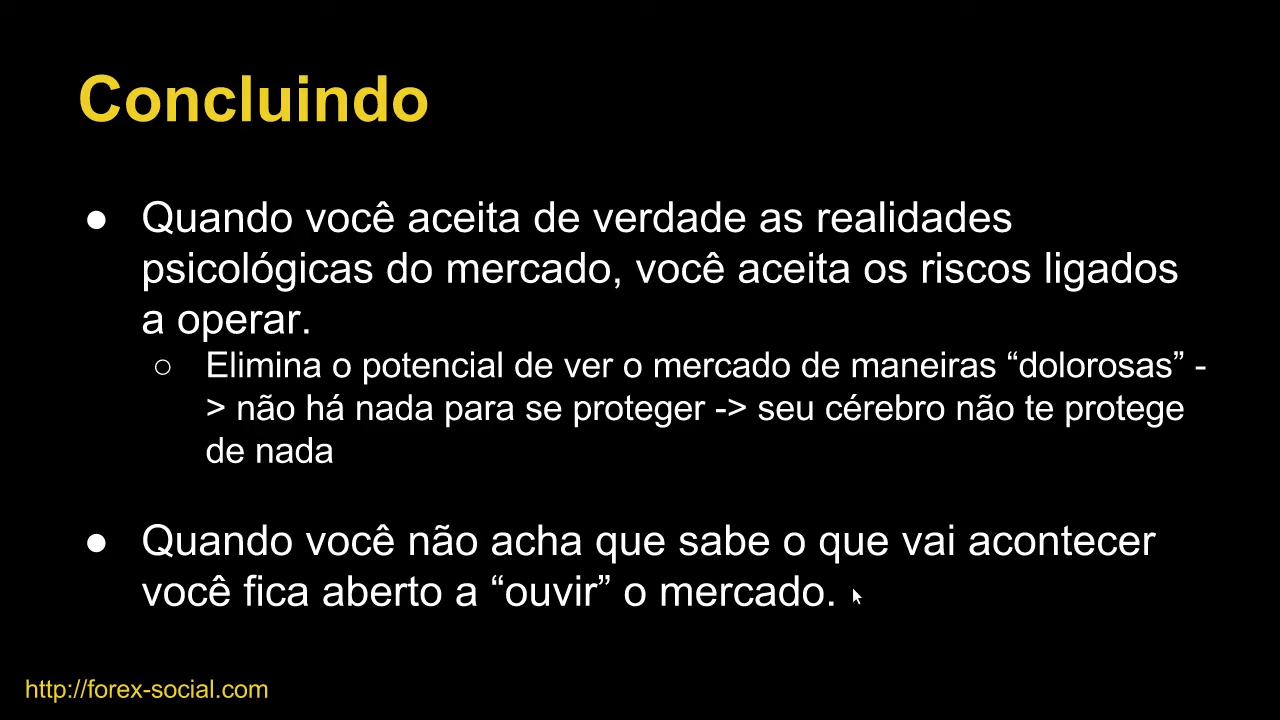 Concluindo
● Quando você aceita de verdade as realidades
psicológicas do mercado, você aceita os riscos ligados
a operar.
○ Elimina o potencial de ver o mercado de maneiras “dolorosas” -
> não há nada para se proteger -> seu cérebro não te protege
de nada
● Quando você não acha que sabe o que vai acontecer
você fica aberto a “ouvir” o mercado.
http://forex-social.com